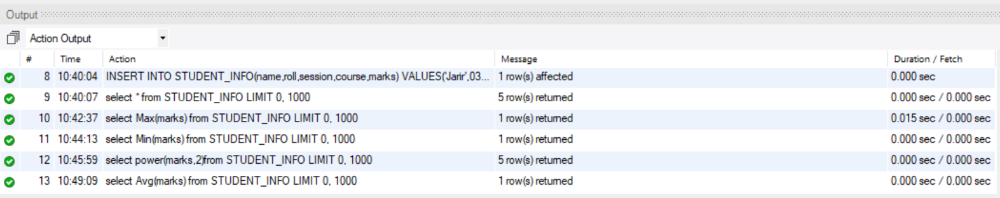 Output
Action Output
# Time Action Message Duration / Fetch
8 10:40:04 INSERT INTO STUDENT_INFO(name,roll,session,course,marks) VALUES('Jarir',03... 1 row(s) affected 0.000 sec
9 10:40:07 select * from STUDENT_INFO LIMIT 0, 1000 5 row(s) returned 0.000 sec / 0.000 sec
10 10:42:37 select Max(marks) from STUDENT_INFO LIMIT 0, 1000 1 row(s) returned 0.015 sec / 0.000 sec
11 10:44:13 select Min(marks) from STUDENT_INFO LIMIT 0, 1000 1 row(s) returned 0.000 sec / 0.000 sec
12 10:45:59 select power(marks,2)from STUDENT_INFO LIMIT 0, 1000 5 row(s) returned 0.000 sec / 0.000 sec
13 10:49:09 select Avg(marks) from STUDENT_INFO LIMIT 0, 1000 1 row(s) returned 0.000 sec / 0.000 sec